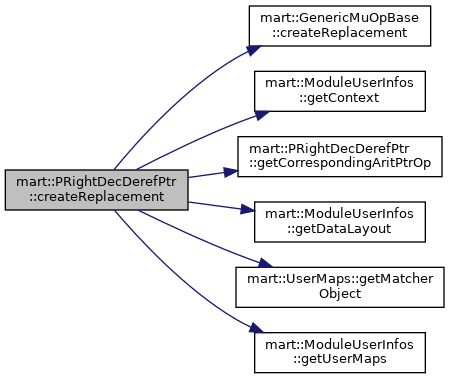 mart::GenericMuOpBase
::createReplacement
mart::ModuleUserInfos
::getContext
mart::PRightDecDerefPtr
::getCorrespondingAritPtrOp
mart::PRightDecDerefPtr
::createReplacement
mart::ModuleUserInfos
::getDataLayout
mart::UserMaps::getMatcher
Object
mart::ModuleUserInfos
::getUserMaps